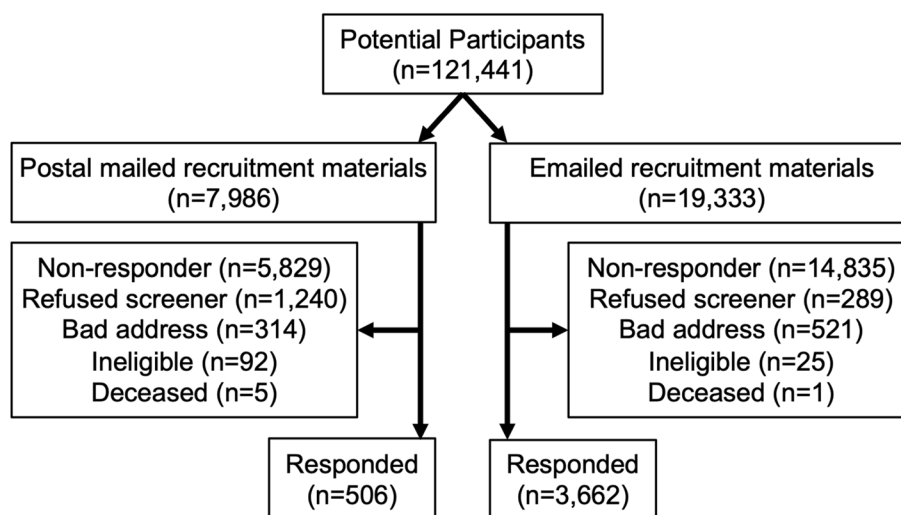 Potential Participants
(n=121,441)
Postal mailed recruitment materials
(n=7,986)
Emailed recruitment materials
(n=19,333)
Non-responder (n=5,829)
Refused screener (n=1,240)
Bad address (n=314)
Ineligible (n=92)
Deceased (n=5)
Non-responder (n=14,835)
Refused screener (n=289)
Bad address (n=521)
Ineligible (n=25)
Deceased (n=1)
Responded
(n=506)
Responded
(n=3,662)